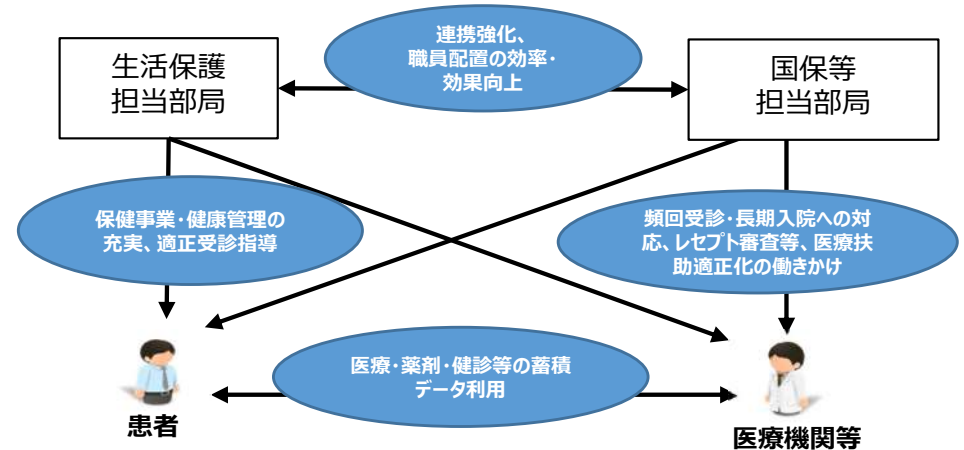 連携強化、
職員配置の効率・
効果向上
生活保護
担当部局
国保等
担当部局
保健事業・健康管理の
充実、適正受診指導
頻回受診・長期入院への対
応、レセプト審査等、医療扶
助適正化の働きかけ
医療・薬剤・健診等の蓄積
データ利用
患者
医療機関等